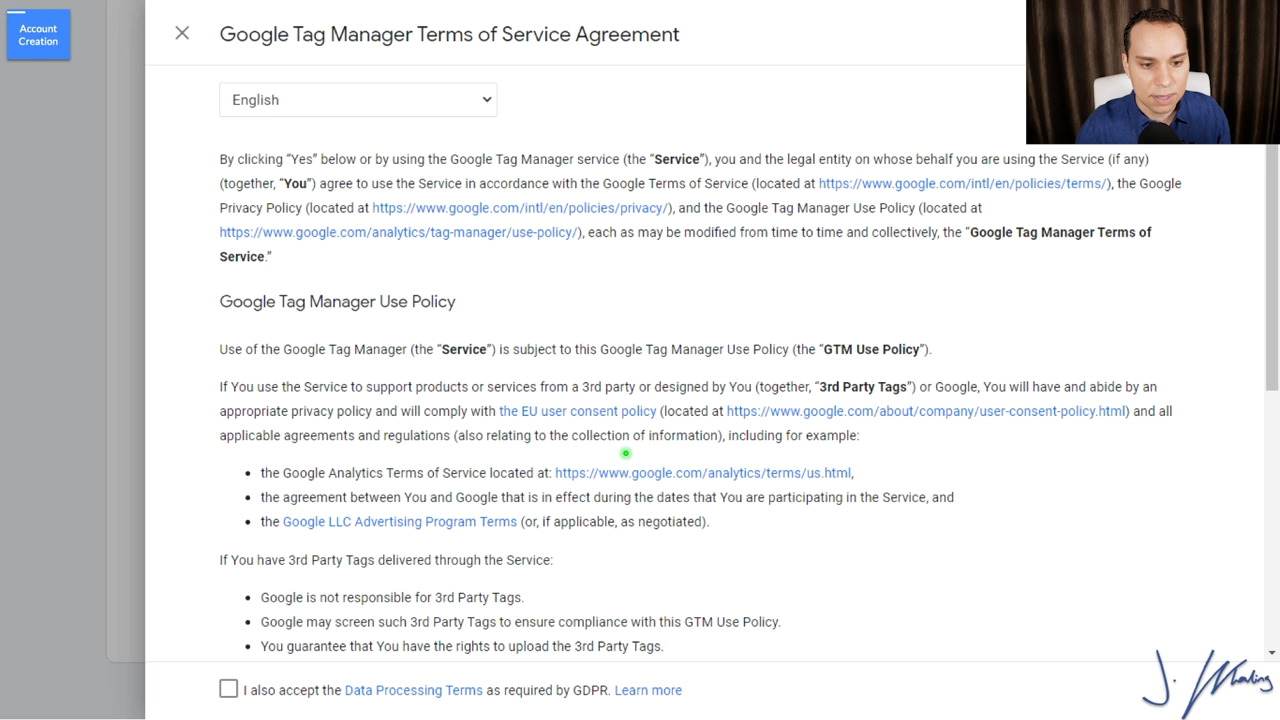 Account
Creation
Google Tag Manager Terms of Service Agreement
English
By clicking “Yes” below or by using the Google Tag Manager service (the “Service”), you and the legal entity on whose behalf you are using the Service (if any)
(together, “You”) agree to use the Service in accordance with the Google Terms of Service (located at https://www.google.com/intl/en/policies/terms/), the Google
Privacy Policy (located at https://www.google.com/intl/en/policies/privacy/), and the Google Tag Manager Use Policy (located at
https://www.google.com/analytics/tag-manager/use-policy/), each as may be modified from time to time and collectively, the “Google Tag Manager Terms of
Service.”
Google Tag Manager Use Policy
Use of the Google Tag Manager (the “Service”) is subject to this Google Tag Manager Use Policy (the “GTM Use Policy”).
If You use the Service to support products or services from a 3rd party or designed by You (together, “3rd Party Tags”) or Google, You will have and abide by an
appropriate privacy policy and will comply with the EU user consent policy (located at https://www.google.com/about/company/user-consent-policy.html) and all
applicable agreements and regulations (also relating to the collection of information), including for example:
• the Google Analytics Terms of Service located at: https://www.google.com/analytics/terms/us.html,
• the agreement between You and Google that is in effect during the dates that You are participating in the Service, and
• the Google LLC Advertising Program Terms (or, if applicable, as negotiated).
If You have 3rd Party Tags delivered through the Service:
• Google is not responsible for 3rd Party Tags.
• Google may screen such 3rd Party Tags to ensure compliance with this GTM Use Policy.
• You guarantee that You have the rights to upload the 3rd Party Tags.
I also accept the Data Processing Terms as required by GDPR. Learn more